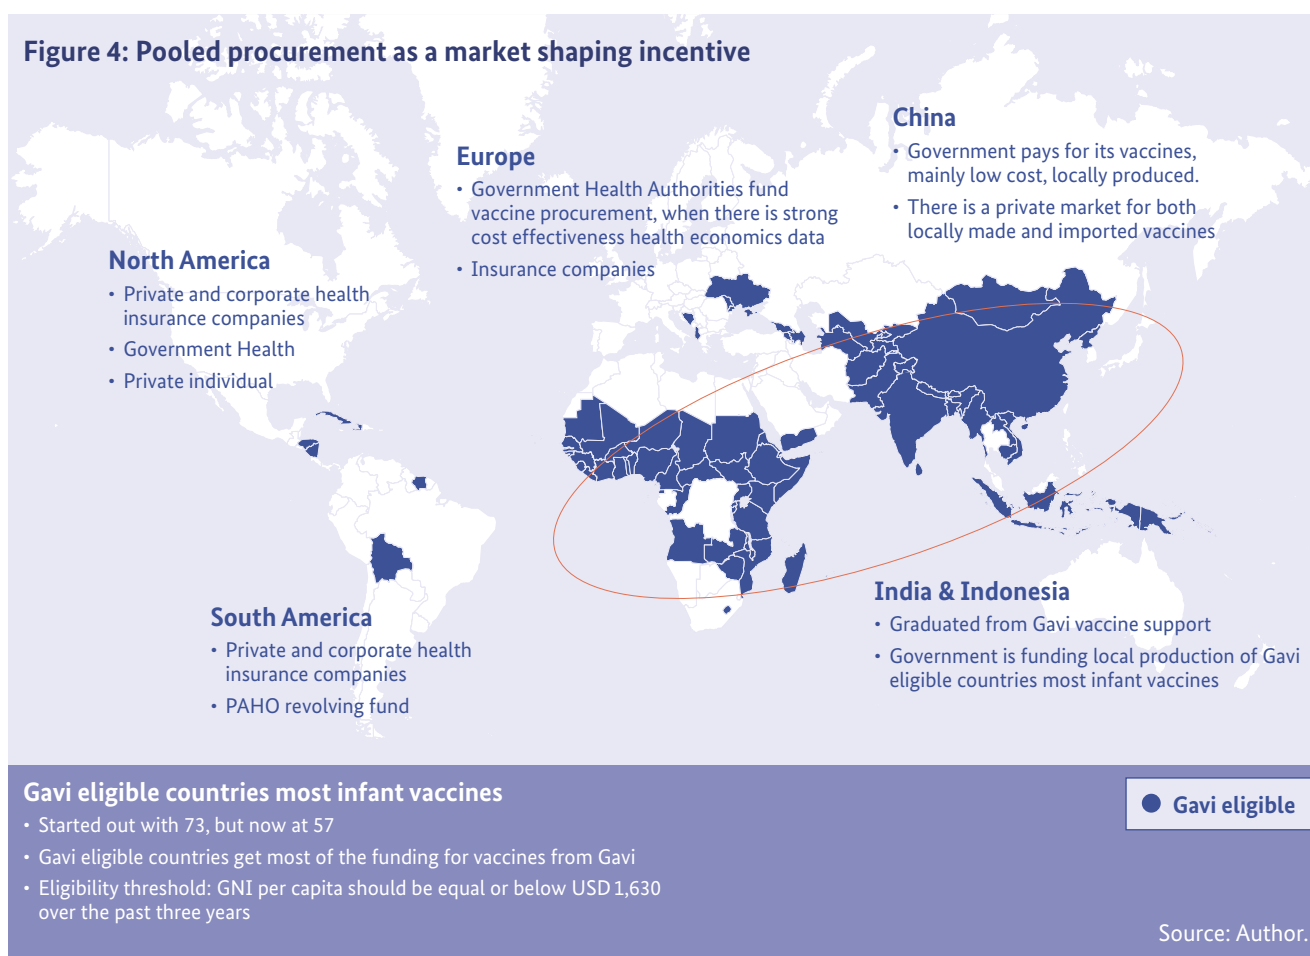 Figure 4: Pooled procurement as a market shaping incentive
China
• Government pays for its vaccines,
mainly low cost, locally produced.
• There is a private market for both
locally made and imported vaccines
Europe
• Government Health Authorities fund
vaccine procurement, when there is strong
cost effectiveness health economics data
• Insurance companies
North America
• Private and corporate health
insurance companies
• Government Health
• Private individual
South America
• Private and corporate health
insurance companies
• PAHO revolving fund
India & Indonesia
• Graduated from Gavi vaccine support
• Government is funding local production of Gavi
eligible countries most infant vaccines
Gavi eligible countries most infant vaccines
• Started out with 73, but now at 57
• Gavi eligible countries get most of the funding for vaccines from Gavi
• Eligibility threshold: GNI per capita should be equal or below USD 1,630
over the past three years
Gavi eligible
Source: Author.